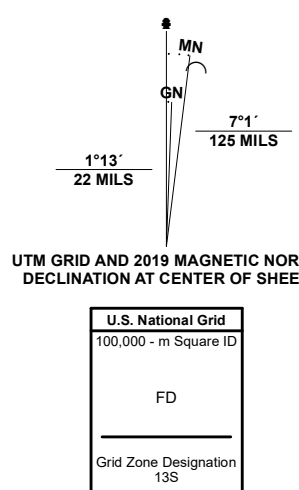 MN
GN
7°1´
125 MILS
1°13´
22 MILS
UTM GRID AND 2019 MAGNETIC NOR
DECLINATION AT CENTER OF SHEE
U.S. National Grid
100,000 - m Square ID
FD
Grid Zone Designation
13S